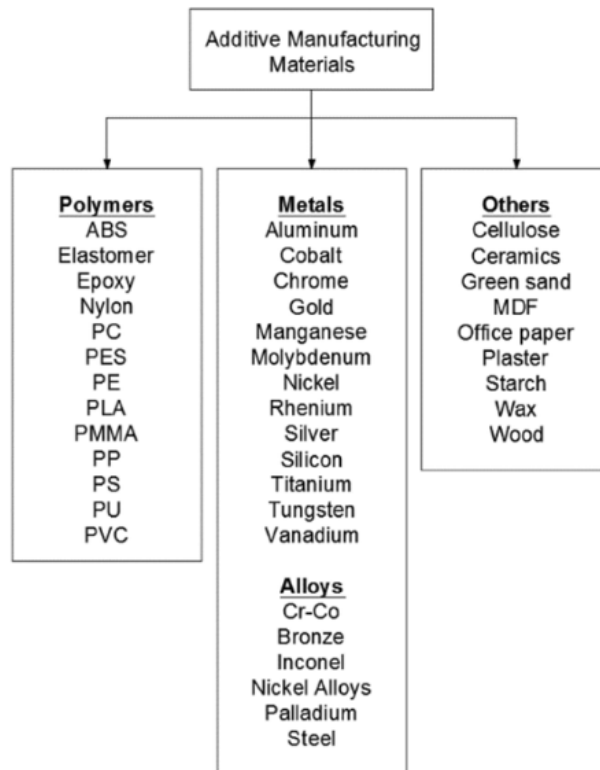 Additive Manufacturing
Materials
Polymers
ABS
Elastomer
Epoxy
Nylon
PC
PES
PE
PLA
PMMA
PP
PS
PU
PVC
Metals
Aluminum
Cobalt
Chrome
Gold
Manganese
Molybdenum
Nickel
Rhenium
Silver
Silicon
Titanium
Tungsten
Vanadium
Alloys
Cr-Co
Bronze
Inconel
Nickel Alloys
Palladium
Steel
Others
Cellulose
Ceramics
Green sand
MDF
Office paper
Plaster
Starch
Wax
Wood